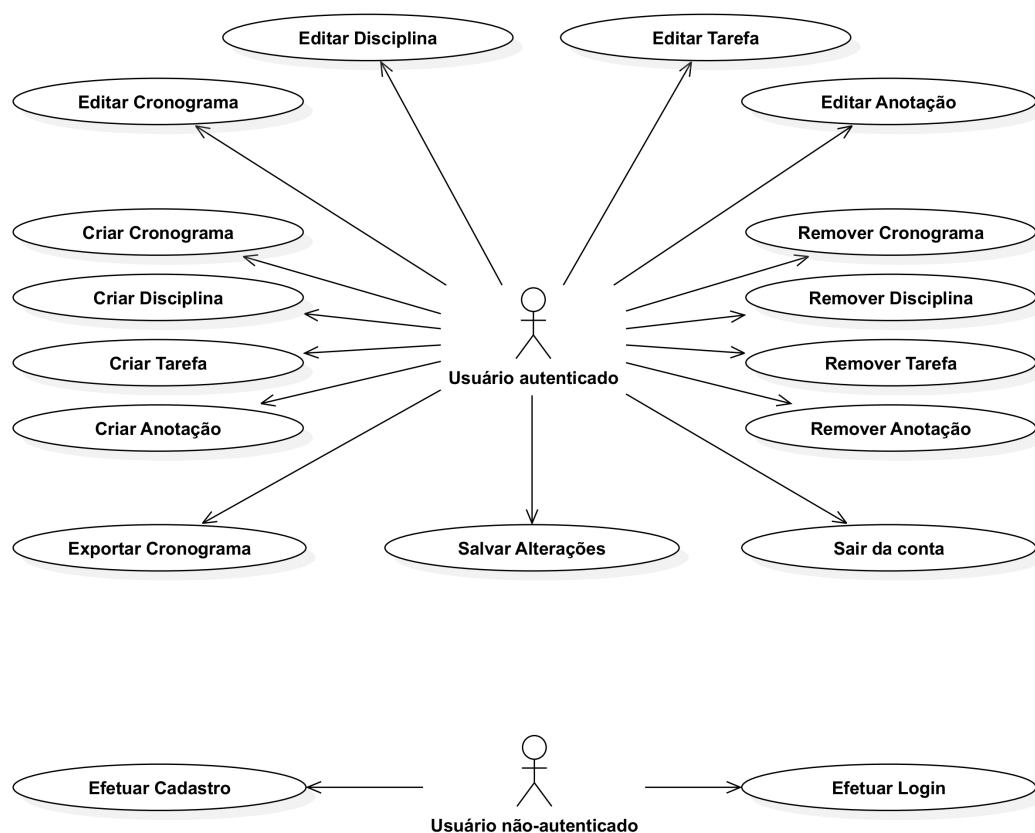 Editar Disciplina
Editar Tarefa
Editar Cronograma
Editar Anotação
Criar Cronograma
Remover Cronograma
Criar Disciplina
Remover Disciplina
Criar Tarefa
Remover Tarefa
Usuário autenticado
Criar Anotação
Remover Anotação
Exportar Cronograma
Salvar Alterações
Sair da conta
Efetuar Cadastro
Efetuar Login
Usuário não-autenticado